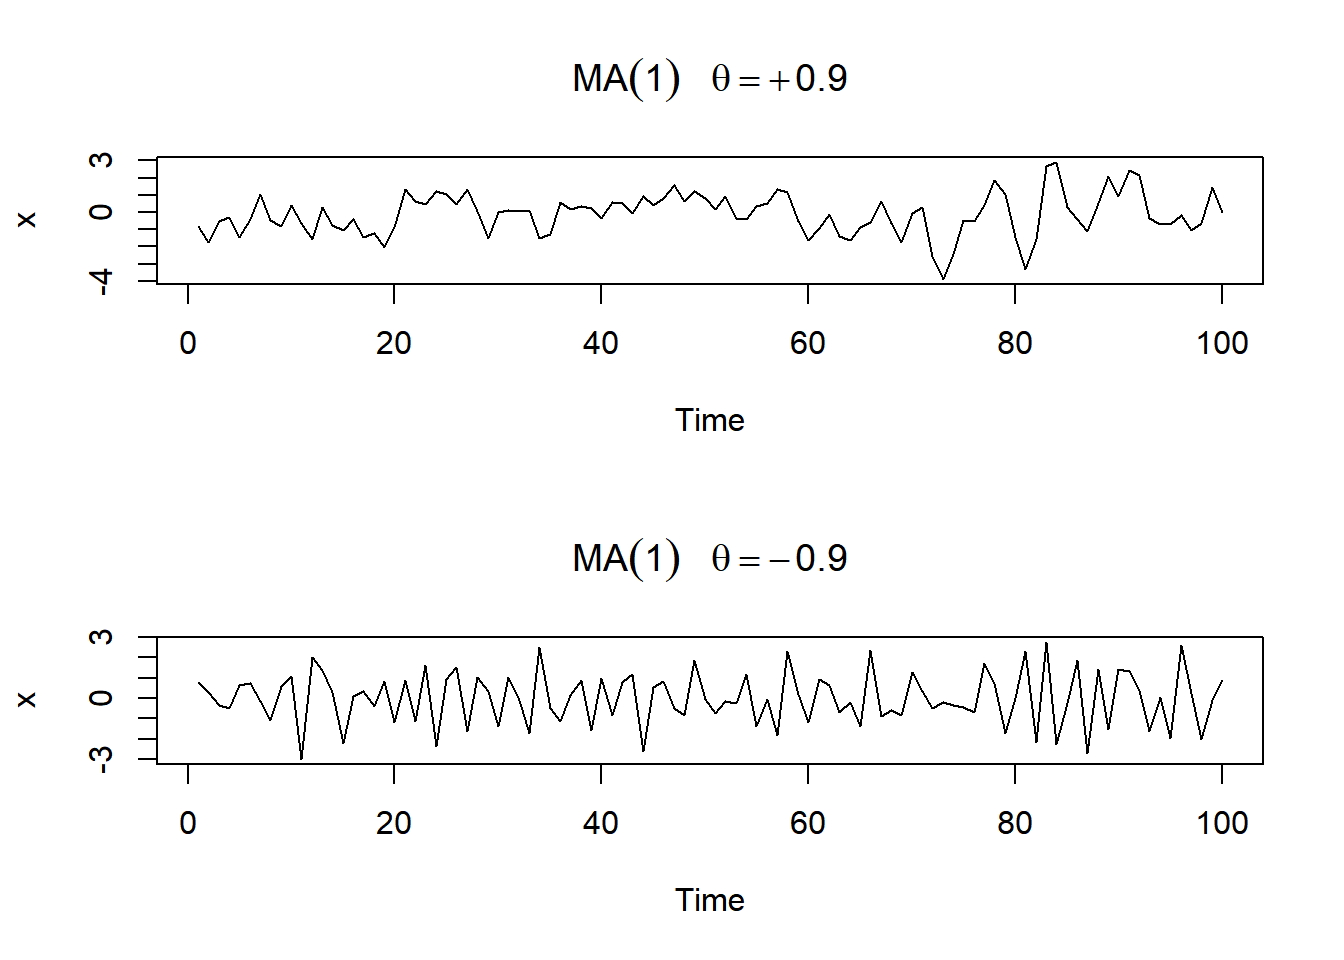 MA(1) θ = +0.9
3
0
-4
x
0 20 40 60 80 100
Time
MA(1) θ = −0.9
3
0
-3
x
0 20 40 60 80 100
Time